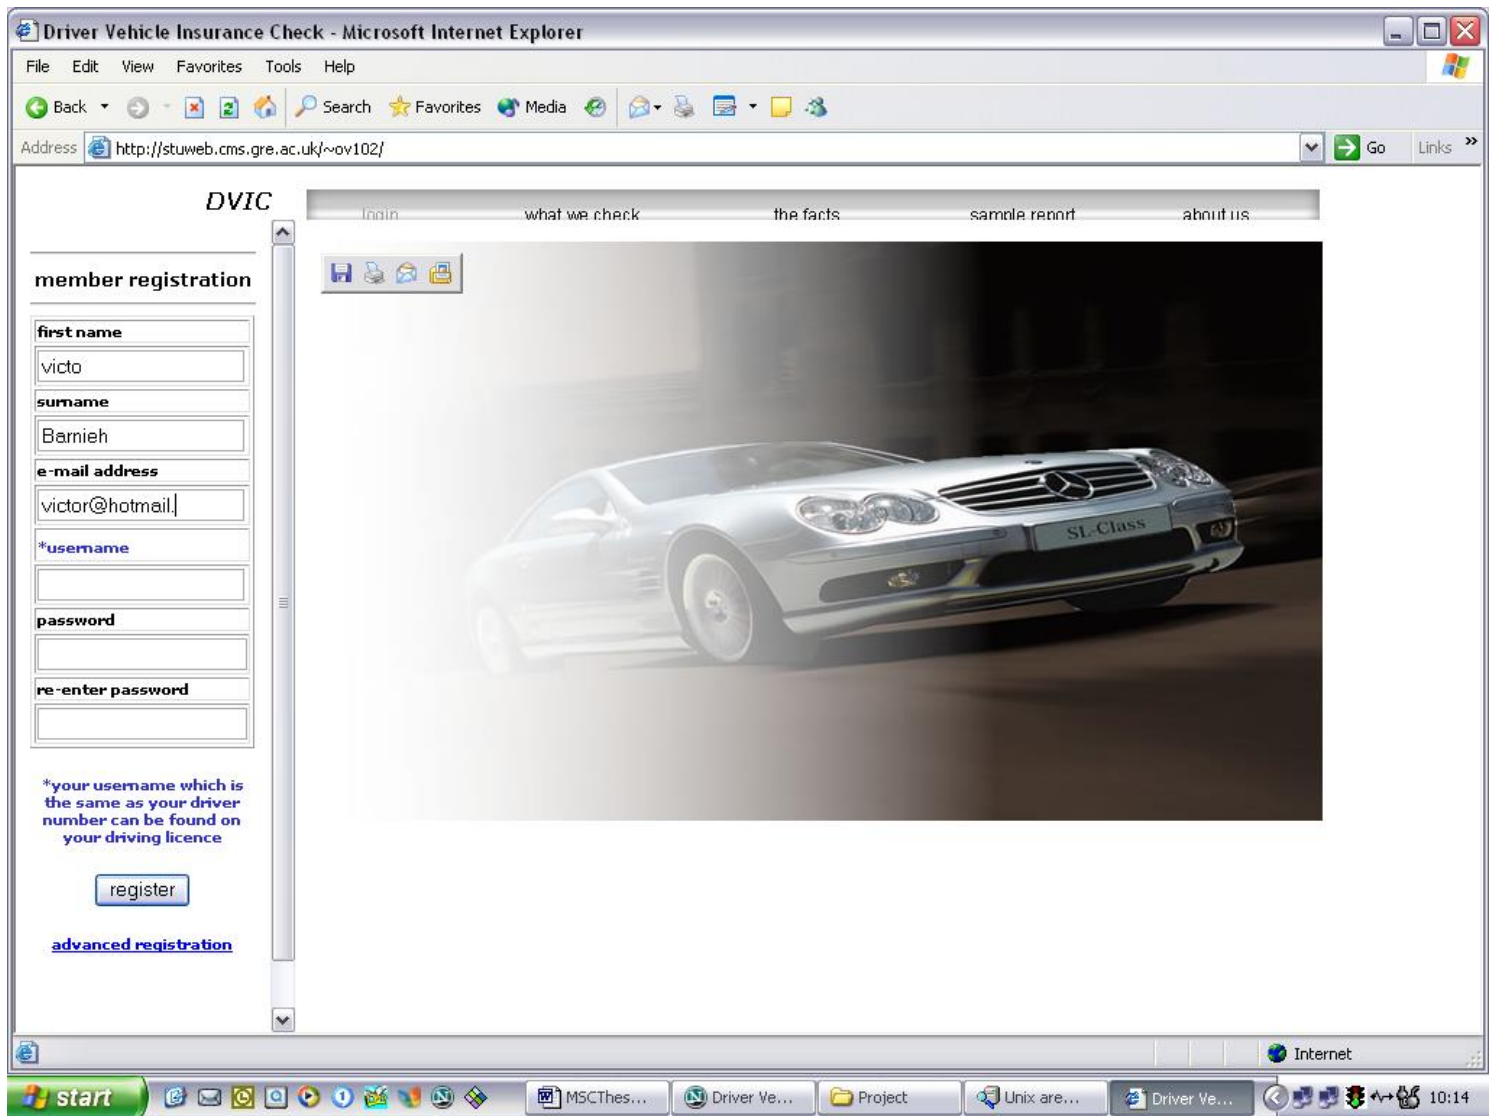 Driver Vehicle Insurance Check - Microsoft Internet Explorer
File Edit View Favorites Tools Help
Back Search Favorites Media
Address http://stuweb.cms.gre.ac.uk/~ov102/ Go Links »
DVIC
login what we check the facts sample report about us
member registration
first name
victo
surname
Barnieh
e-mail address
victor@hotmail.
*username
password
re-enter password
*your username which is
the same as your driver
number can be found on
your driving licence
register
advanced registration
SL-Class
Internet
start MSCThes... Driver Ve... Project Unix are... Driver Ve... 10:14